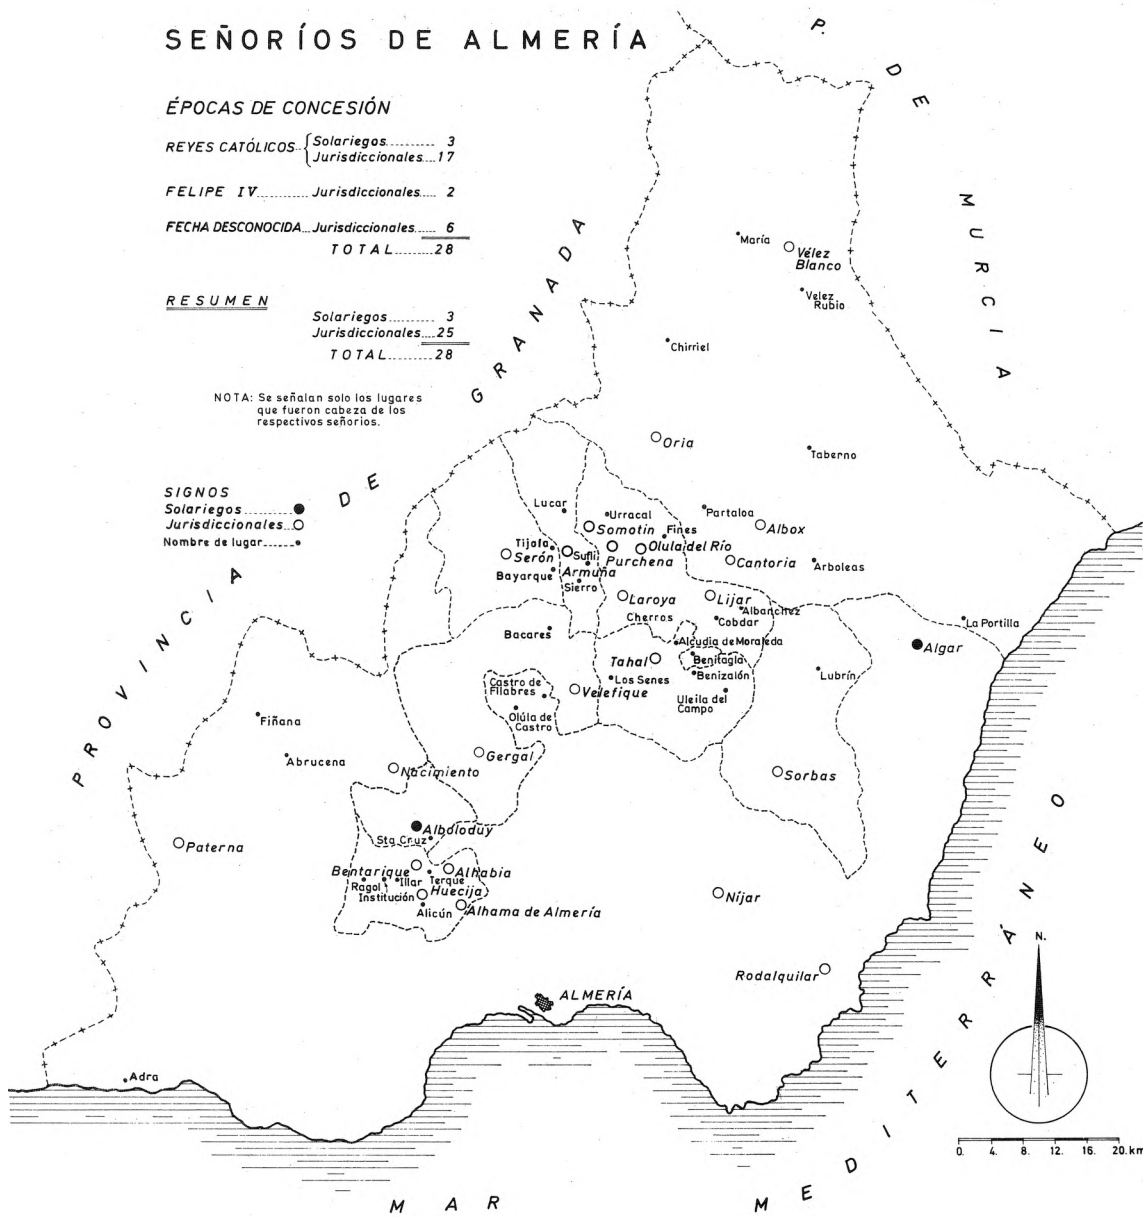 SEÑORÍOS DE ALMERÍA
ÉPOCAS DE CONCESIÓN
REYES CATÓLICOS.. { Solariegos........... 3
Jurisdiccionales....17
FELIPE IV............ Jurisdiccionales..... 2
FECHA DESCONOCIDA... Jurisdiccionales...... 6
TOTAL........28
RESUMEN
Solariegos........... 3
Jurisdiccionales....25
TOTAL........28
NOTA: Se señalan solo los lugares
que fueron cabeza de los
respectivos señorios.
SIGNOS
Solariegos
Jurisdiccionales
Nombre de lugar
PROVINCIA DE GRANADA
P. DE MURCIA
María
Vélez
Blanco
Velez
Rubio
Chirriel
Oria
Taberno
Lucar
Urracal
Partaloa
Somotin
Fines
Albox
Tijola
Serón
Sufli
Purchena
Olula del Río
Cantoria
Arboleas
Bayarque
Armuña
Sierro
Laroya
Lijar
Albanchez
Cherros
Cobdar
La Portilla
Bacares
Alcudia de Moraleda
Algar
Tahal
Benitagla
Castro de
Filabres
Velefique
Los Senes
Benizalón
Lubrín
Uleila del
Campo
Olúla de
Castro
Fiñana
Abrucena
Nacimiento
Gergal
Sorbas
Paterna
Alboloduy
Sta Cruz
Bentarique
Alhabia
Ragol
Illar
Terque
Institución
Huecija
Alicún
Alhama de Almería
Níjar
Rodalquilar
ALMERÍA
Adra
MAR MEDITERRÁNEO
N.
0. 4. 8. 12. 16. 20. km